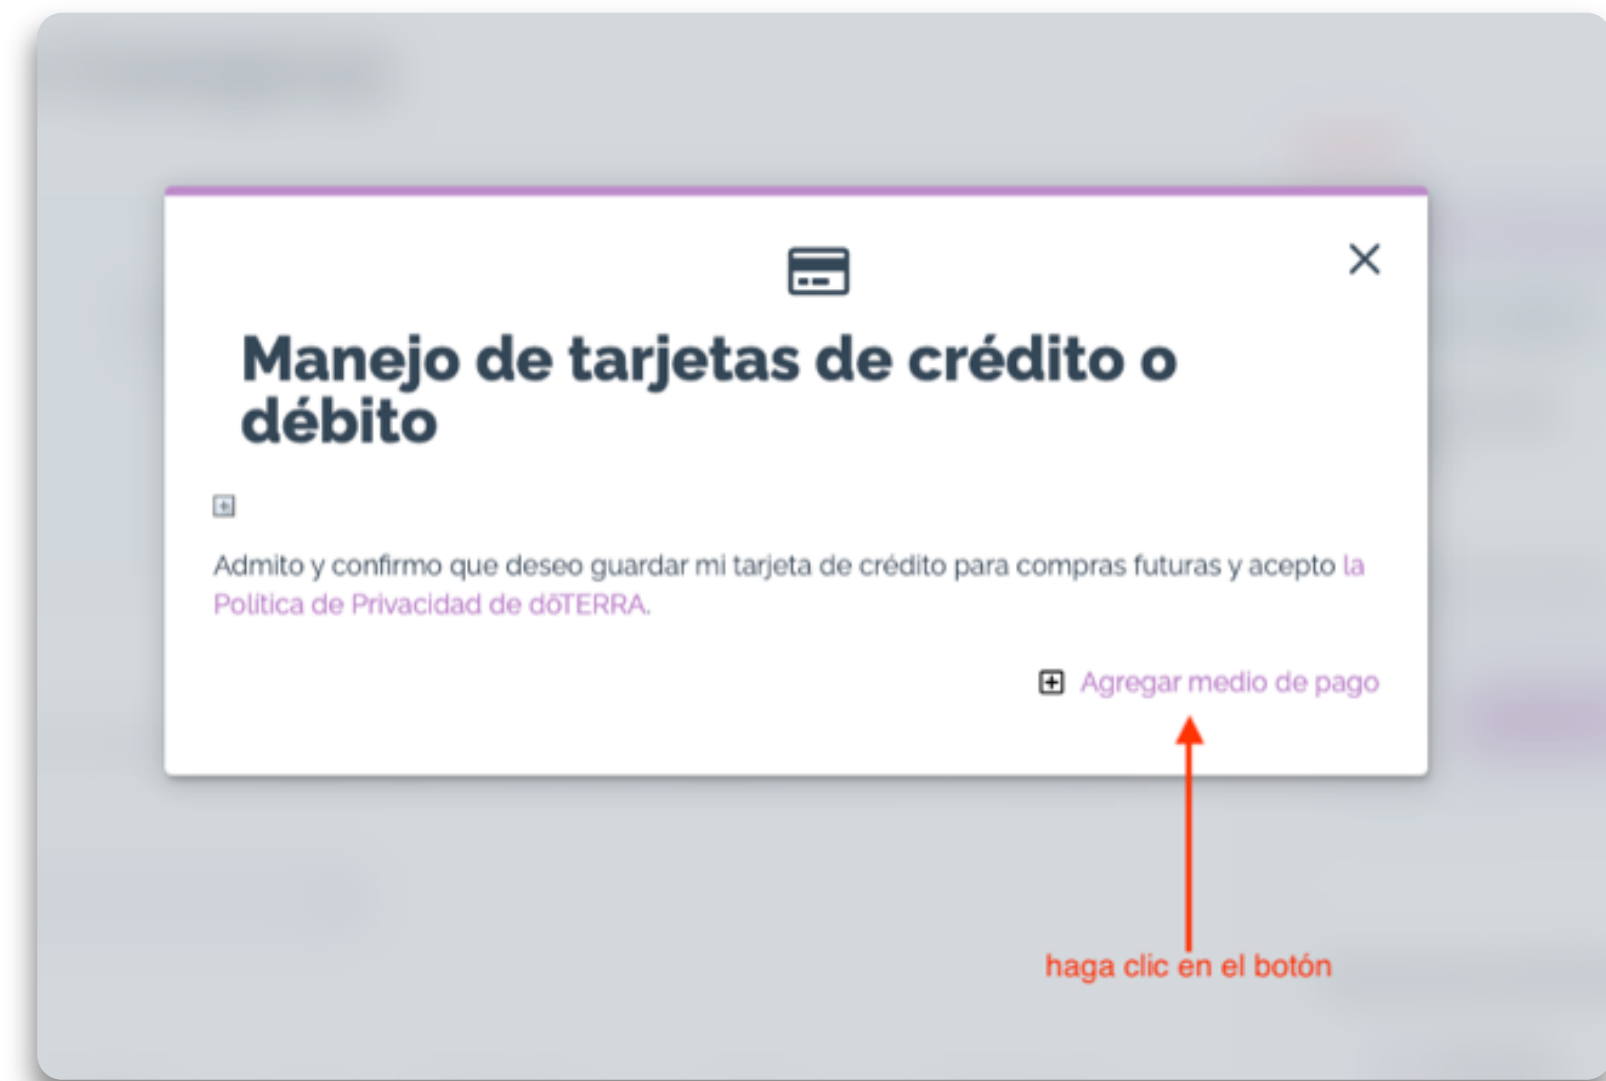 Manejo de tarjetas de crédito o
débito
Admito y confirmo que deseo guardar mi tarjeta de crédito para compras futuras y acepto la
Política de Privacidad de dōTERRA.
Agregar medio de pago
haga clic en el botón